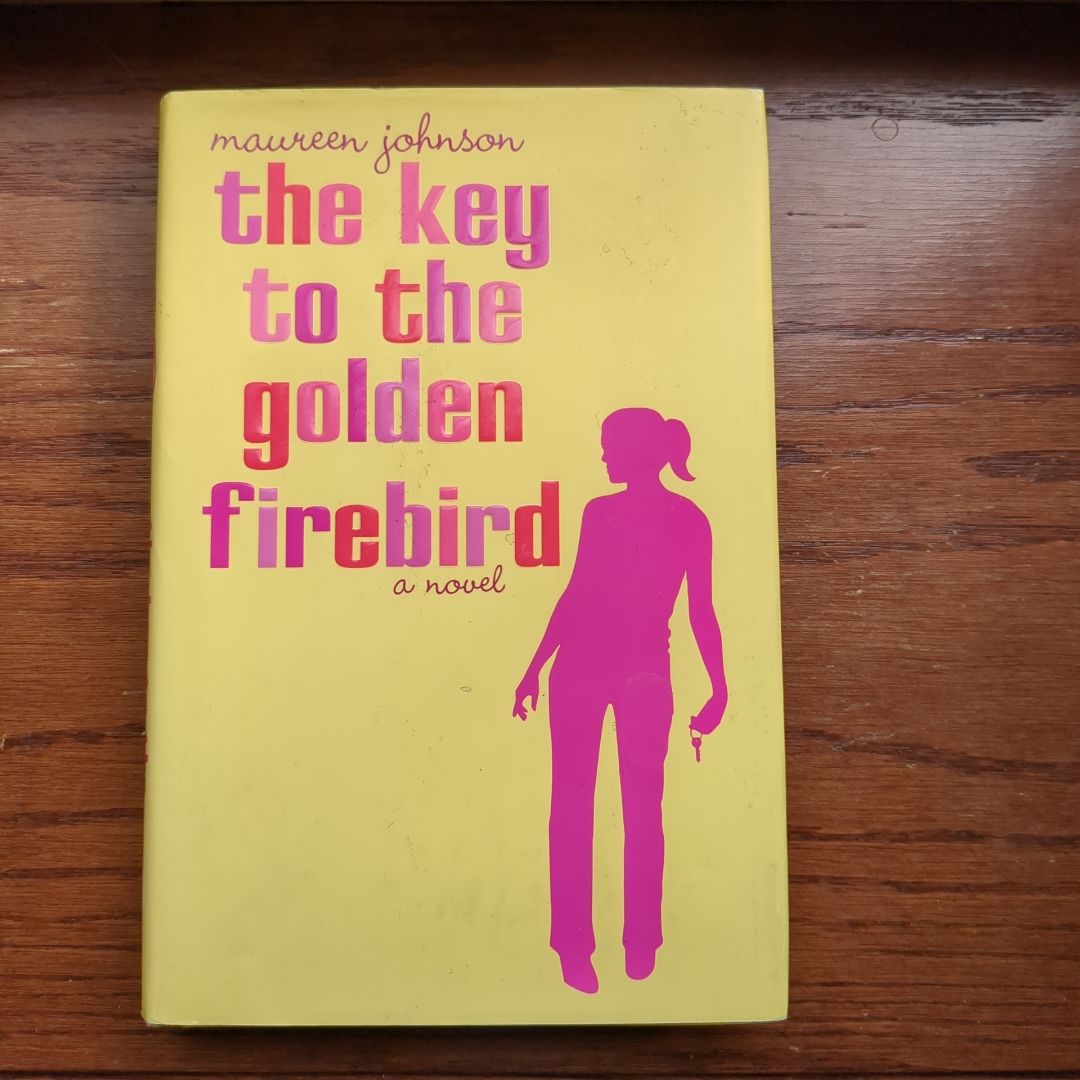 maureen johnson
the key
to the
golden
firebird
a novel